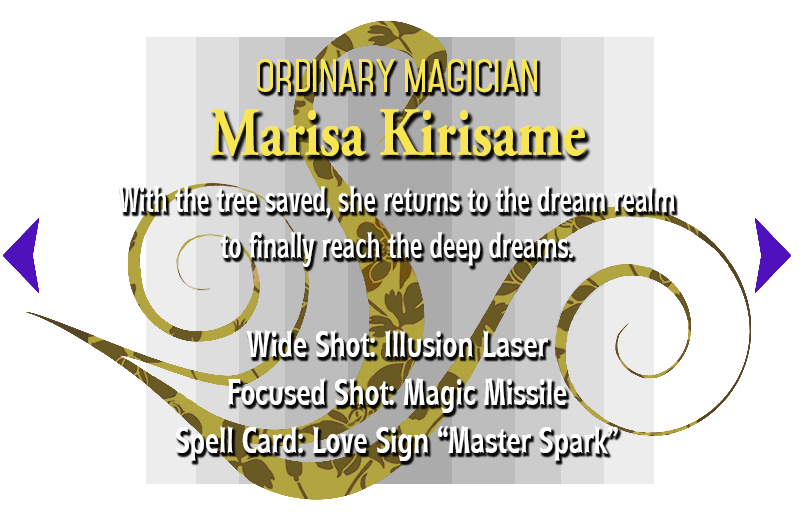 ORDINARY MAGICIAN
Marisa Kirisame
With the tree saved, she returns to the dream realm
to finally reach the deep dreams.
Wide Shot: Illusion Laser
Focused Shot: Magic Missile
Spell Card: Love Sign “Master Spark”